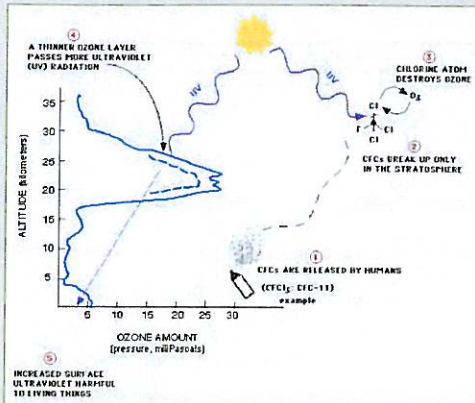 ④
A THINNER OZONE LAYER
PASSES MORE ULTRAVIOLET
(UV) RADIATION
UV
UV
③
CHLORINE ATOM
DESTROYS OZONE
Cl
O3
F
Cl
Cl
②
CFCs BREAK UP ONLY
IN THE STRATOSPHERE
①
CFCs ARE RELEASED BY HUMANS
(CFCl3: CFC-11)
example
ALTITUDE (kilometers)
35
30
25
20
15
10
5
5
10
15
20
25
30
OZONE AMOUNT
(pressure, milliPascals)
⑤
INCREASED SURFACE
ULTRAVIOLET HARMFUL
TO LIVING THINGS